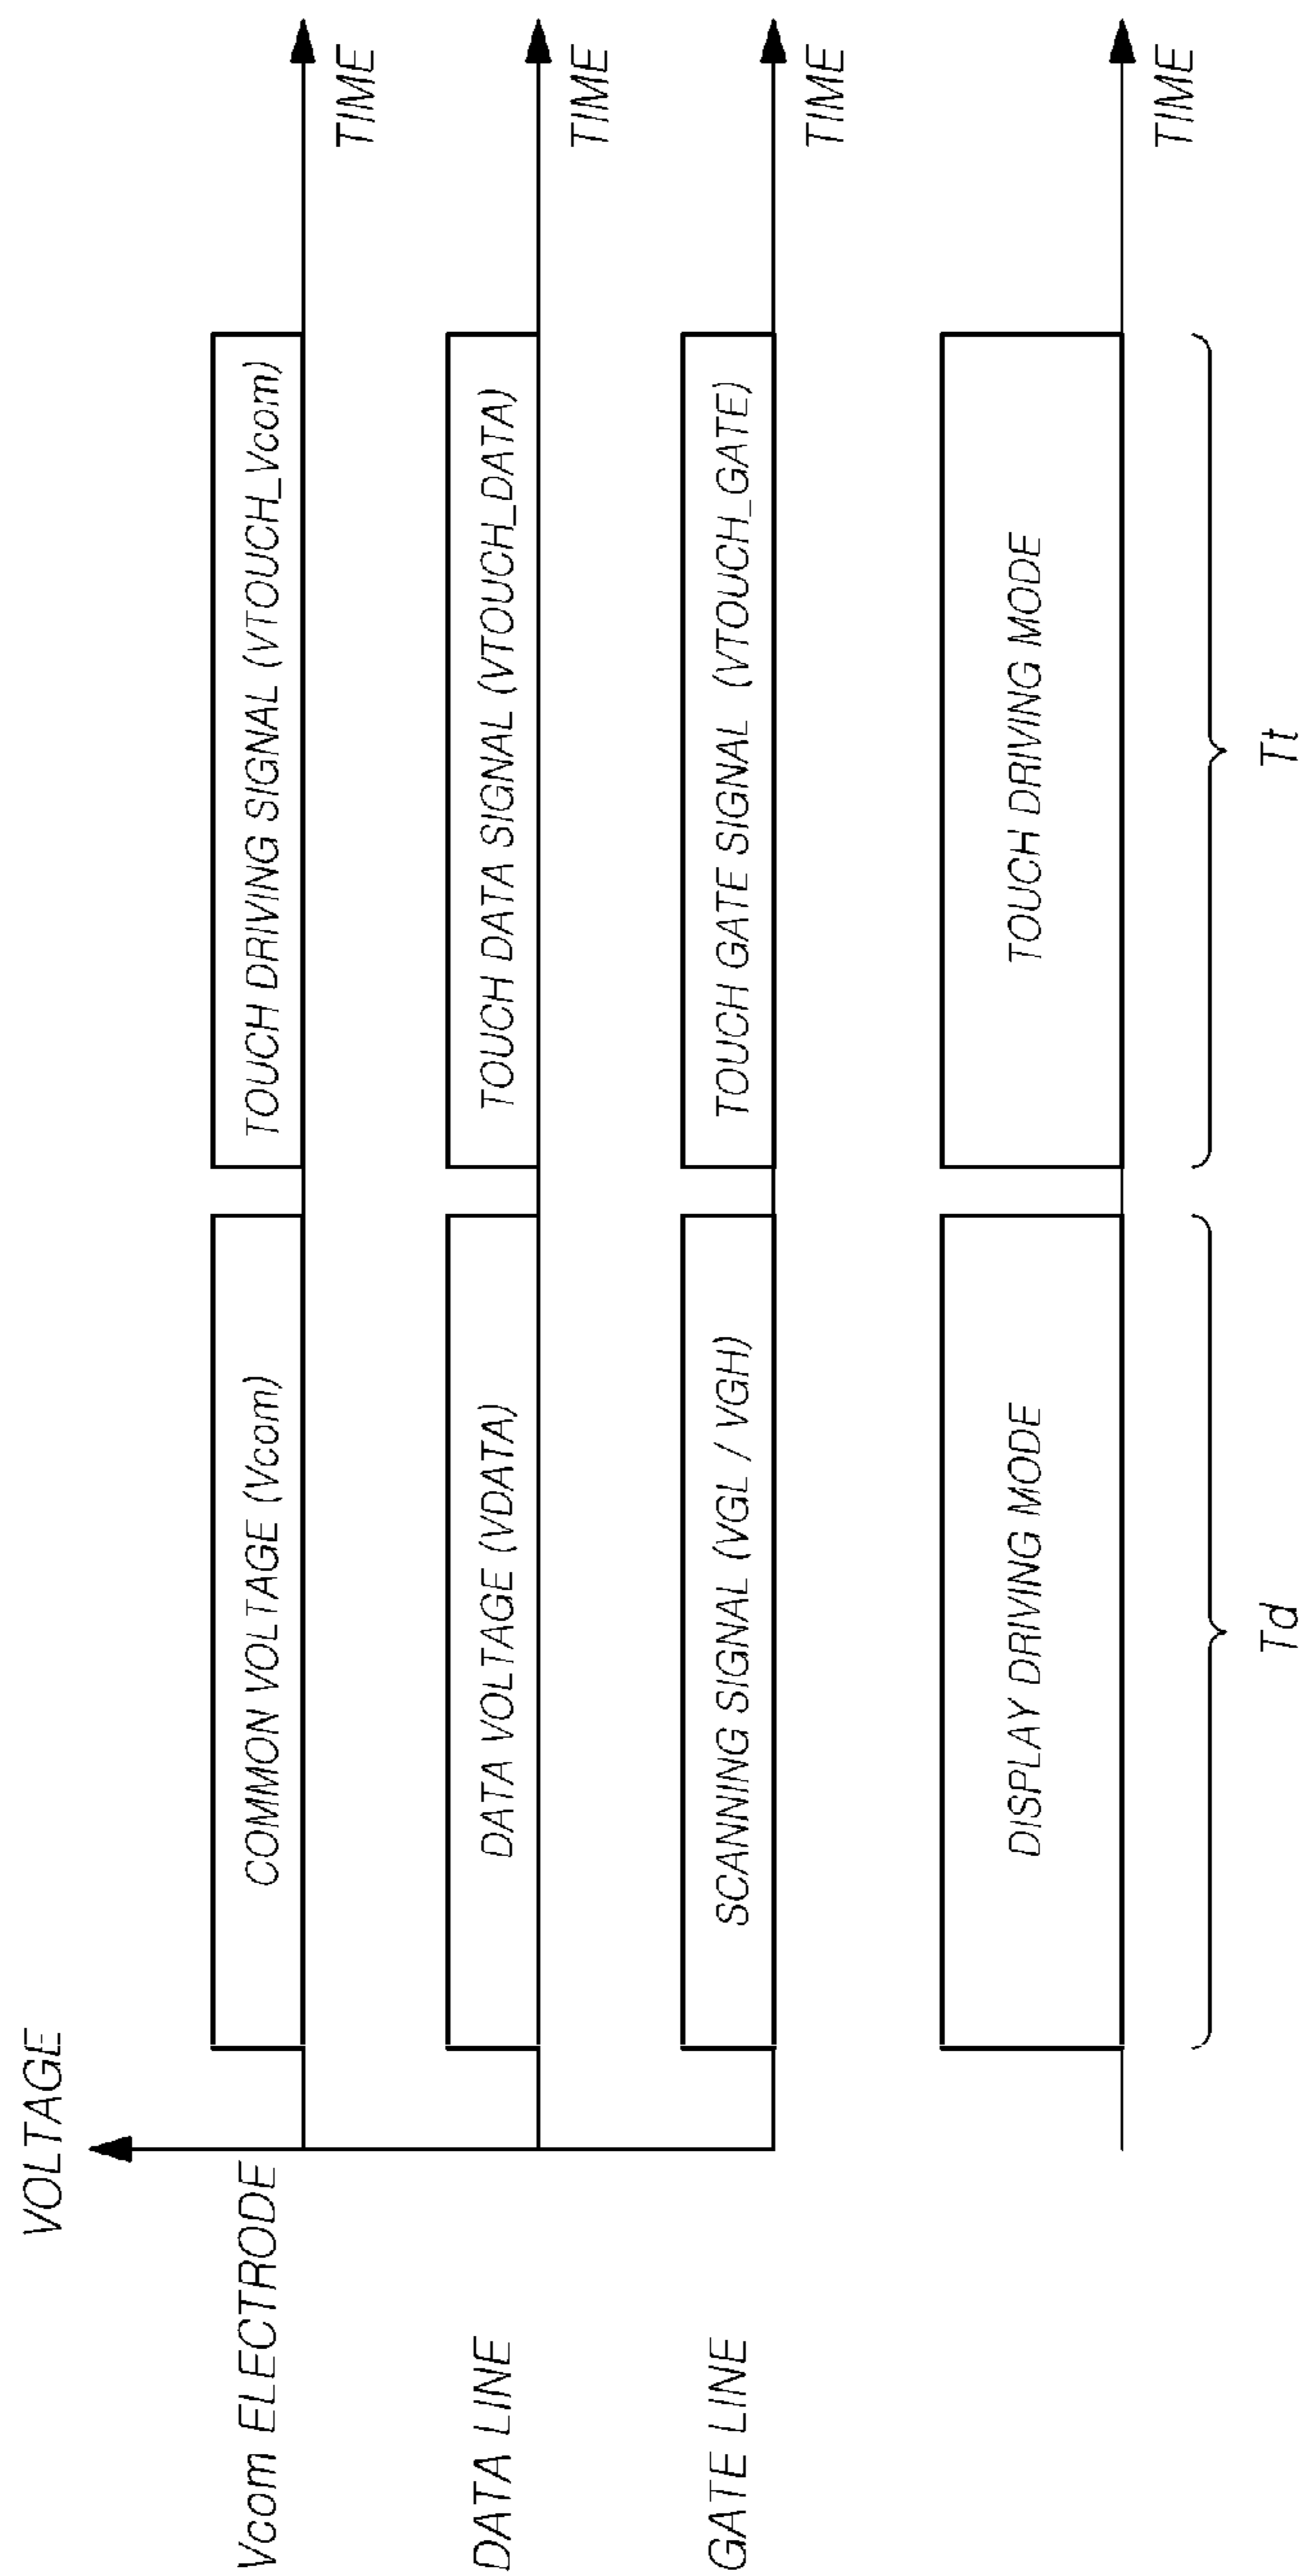 VOLTAGE
Vcom ELECTRODE
COMMON VOLTAGE (Vcom)
TOUCH DRIVING SIGNAL (VTOUCH_Vcom)
TIME
DATA LINE
DATA VOLTAGE (VDATA)
TOUCH DATA SIGNAL (VTOUCH_DATA)
TIME
GATE LINE
SCANNING SIGNAL (VGL / VGH)
TOUCH GATE SIGNAL (VTOUCH_GATE)
TIME
DISPLAY DRIVING MODE
TOUCH DRIVING MODE
TIME
Td
Tt